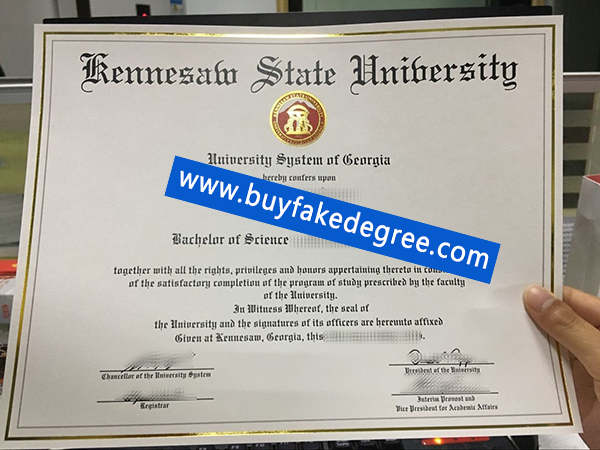 Kennesaw State University
University System of Georgia
hereby confers upon
www.buyfakedegree.com
Bachelor of Science
together with all the rights, privileges and honors appertaining thereto in
of the satisfactory completion of the program of study prescribed by the faculty
of the University.
In Witness Whereof, the seal of
the University and the signatures of its officers are hereunto affixed
Given at Kennesaw, Georgia, this
Chancellor of the University System
President of the University
Registrar
Interim Provost and
Vice President for Academic Affairs